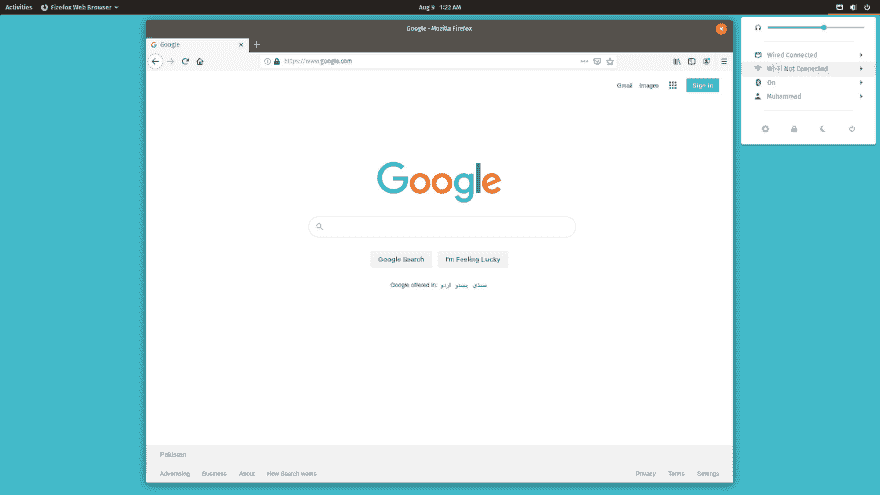 Activities Firefox Web Browser Aug 9 1:22 AM
Google - Mozilla Firefox
Google
https://www.google.com
Wired Connected
Wi-Fi Not Connected
On
Muhammad
Gmail Images Sign in
Google
Google Search I'm Feeling Lucky
Google offered in: اردو پښتو سنڌي
Pakistan
Advertising Business About How Search works Privacy Terms Settings